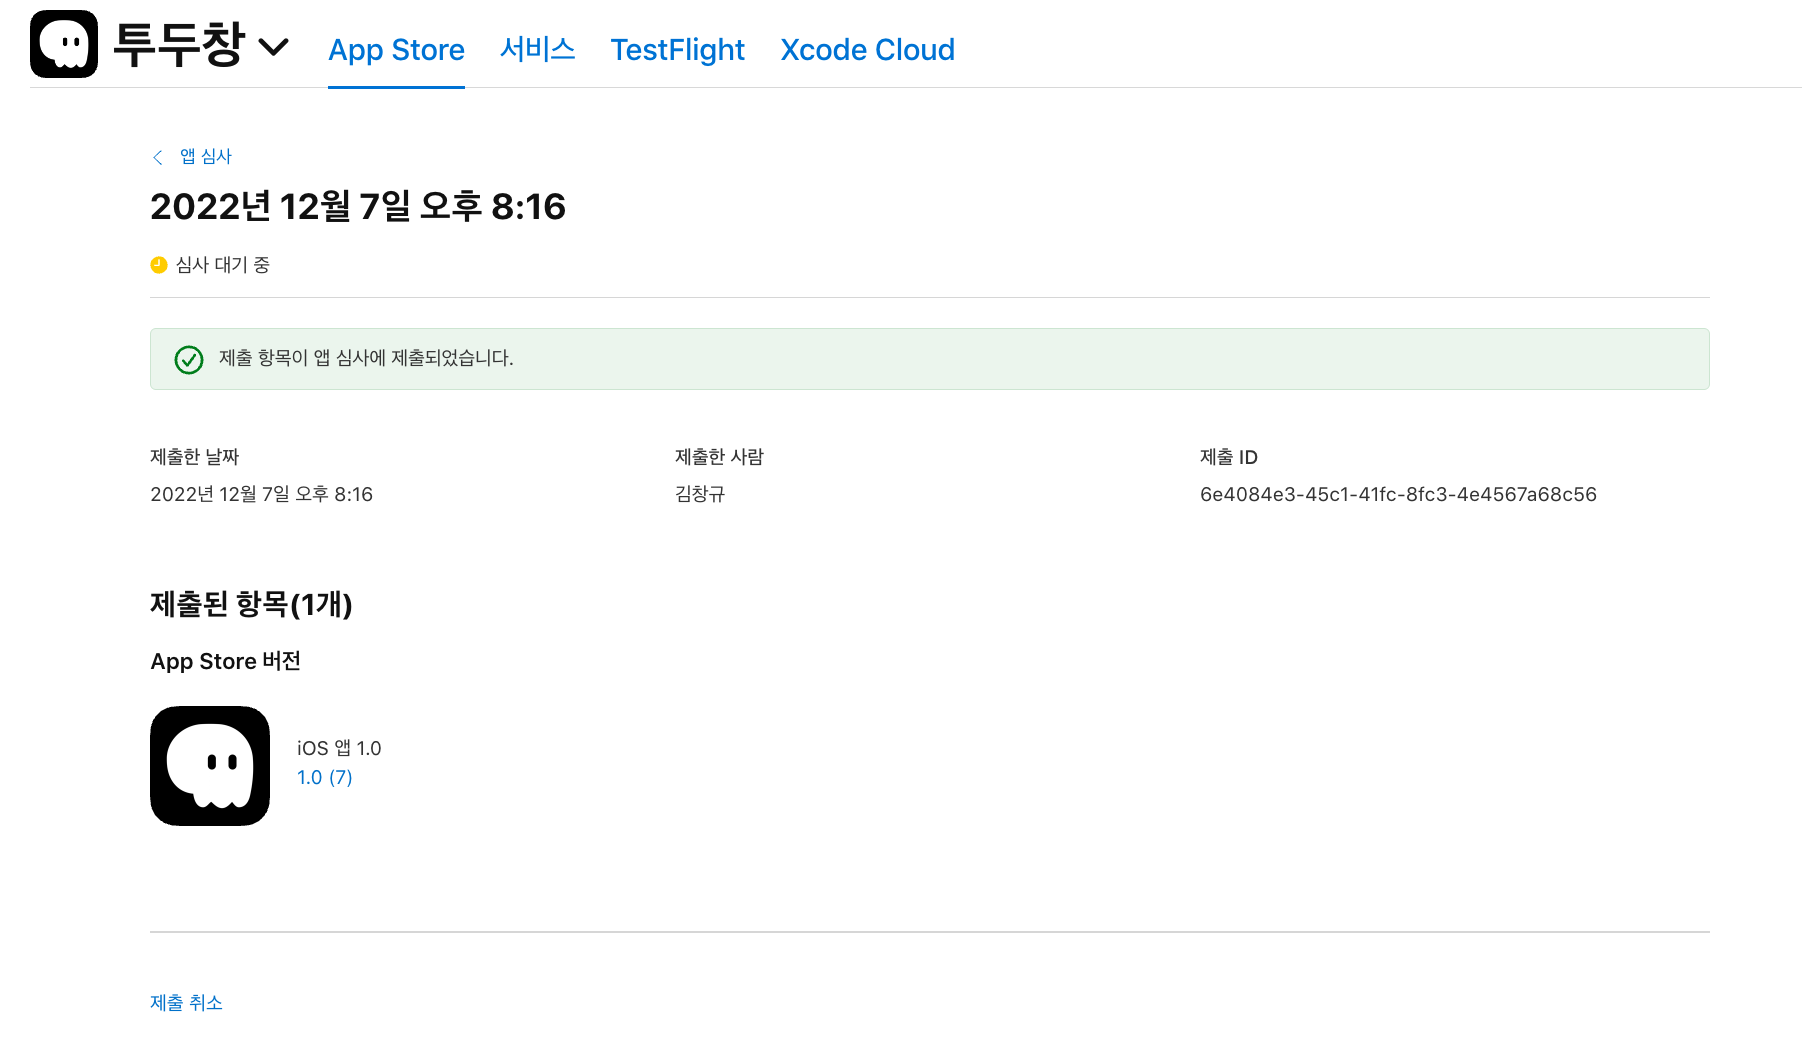 투두창
App Store 서비스 TestFlight Xcode Cloud
앱 심사
2022년 12월 7일 오후 8:16
심사 대기 중
제출 항목이 앱 심사에 제출되었습니다.
제출한 날짜 제출한 사람 제출 ID
2022년 12월 7일 오후 8:16 김창규 6e4084e3-45c1-41fc-8fc3-4e4567a68c56
제출된 항목(1개)
App Store 버전
iOS 앱 1.0
1.0 (7)
제출 취소